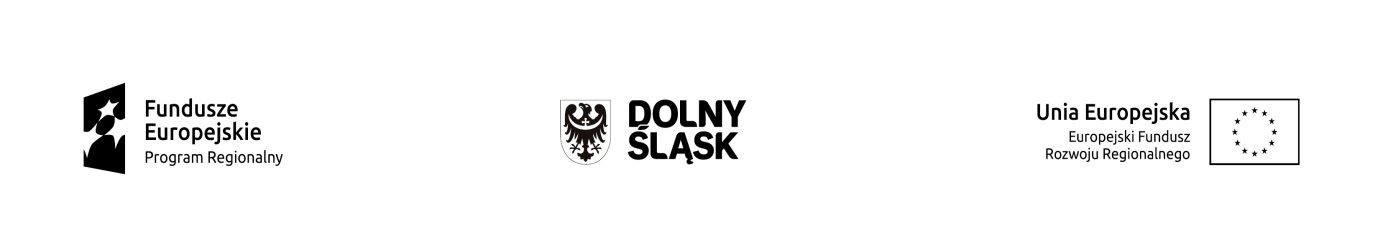 Fundusze
Europejskie
Program Regionalny
DOLNY
ŚLĄSK
Unia Europejska
Europejski Fundusz
Rozwoju Regionalnego